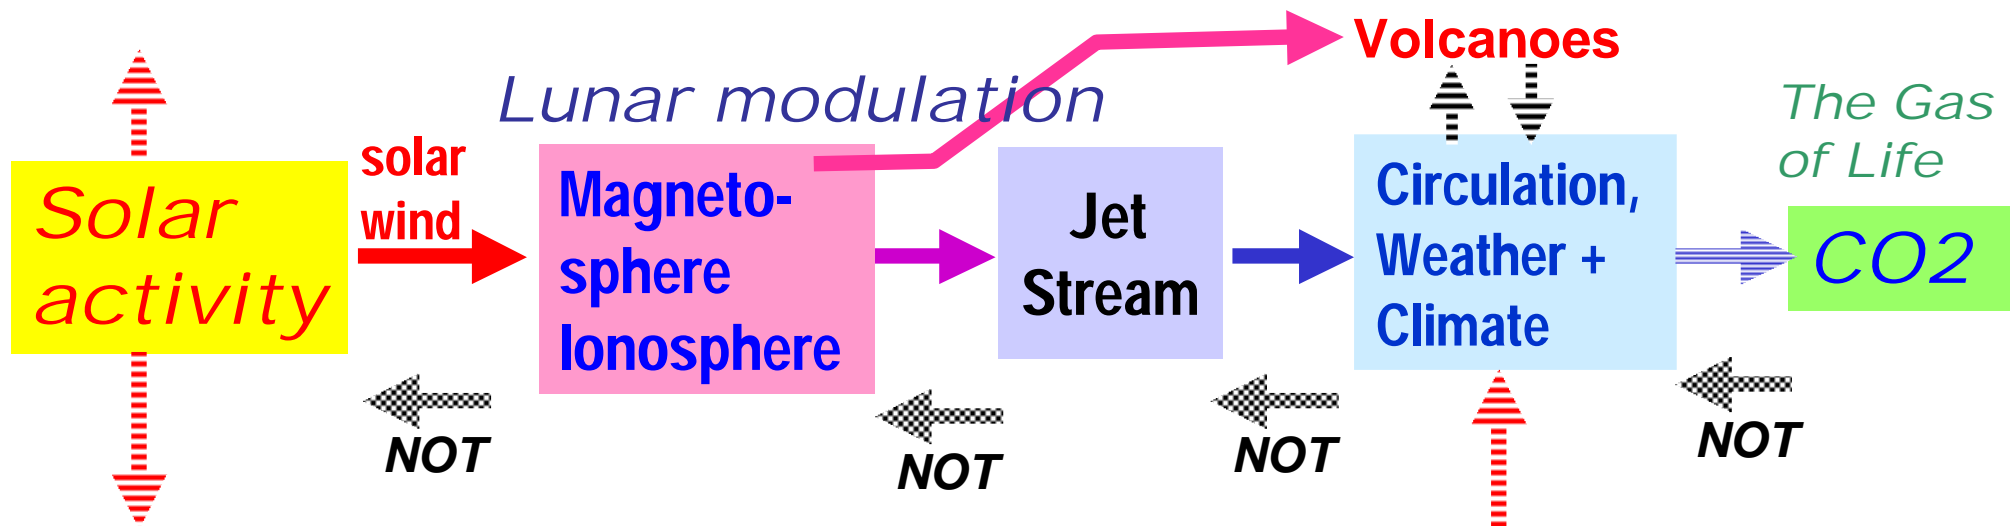 Volcanoes
Lunar modulation
The Gas
of Life
solar
wind
Solar
activity
Magneto-
sphere
Ionosphere
Jet
Stream
Circulation,
Weather +
Climate
CO2
NOT
NOT
NOT
NOT